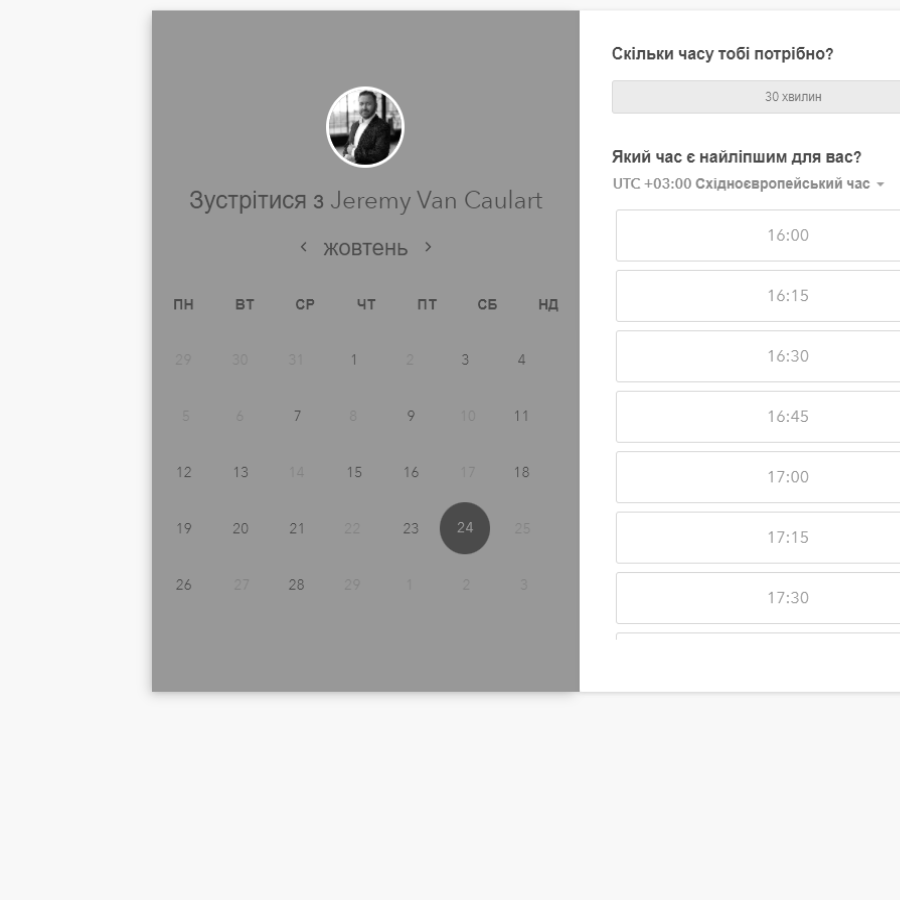 Зустрітися з Jeremy Van Caulart
жовтень
ПН ВТ СР ЧТ ПТ СБ НД
29 30 31 1 2 3 4
5 6 7 8 9 10 11
12 13 14 15 16 17 18
19 20 21 22 23 24 25
26 27 28 29 1 2 3
Скільки часу тобі потрібно?
30 хвилин
Який час є найліпшим для вас?
UTC +03:00 Східноєвропейський час
16:00
16:15
16:30
16:45
17:00
17:15
17:30